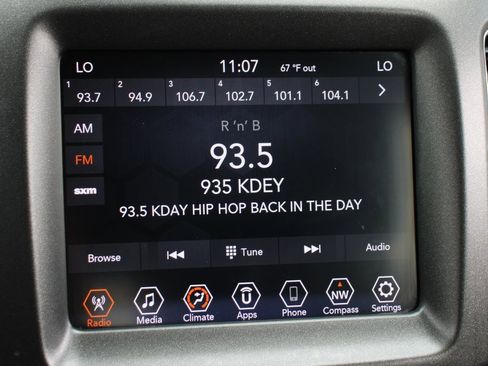 LO 11:07 67 °F out LO
1 93.7 2 94.9 3 106.7 4 102.7 5 101.1 6 104.1
AM
R 'n' B
FM
93.5
sxm
935 KDEY
93.5 KDAY HIP HOP BACK IN THE DAY
Browse Tune Audio
NW
Radio Media Climate Apps Phone Compass Settings